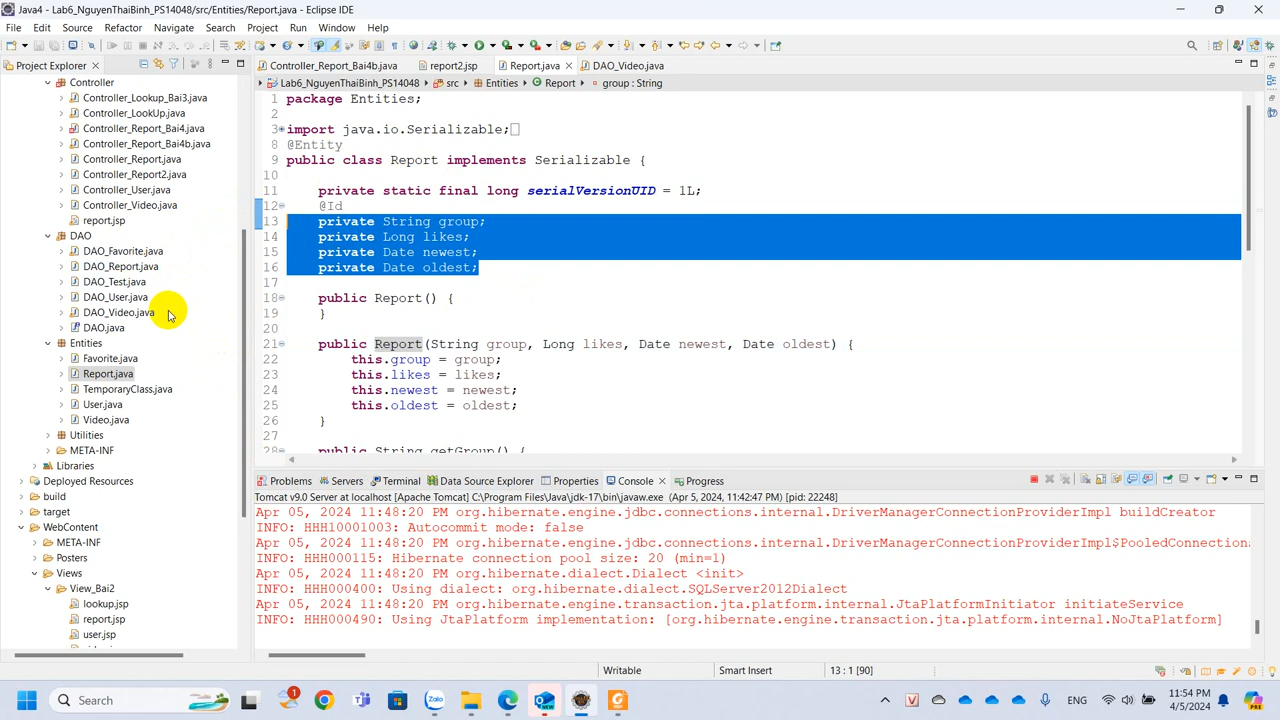 Java4 - Lab6_NguyenThaiBinh_PS14048/src/Entities/Report.java - Eclipse IDE
File Edit Source Refactor Navigate Search Project Run Window Help
Project Explorer
Controller
Controller_Lookup_Bai3.java
Controller_LookUp.java
Controller_Report_Bai4.java
Controller_Report_Bai4b.java
Controller_Report.java
Controller_Report2.java
Controller_User.java
Controller_Video.java
report.jsp
DAO
DAO_Favorite.java
DAO_Report.java
DAO_Test.java
DAO_User.java
DAO_Video.java
DAO.java
Entities
Favorite.java
Report.java
TemporaryClass.java
User.java
Video.java
Utilities
META-INF
Libraries
Deployed Resources
build
target
WebContent
META-INF
Posters
Views
View_Bai2
lookup.jsp
report.jsp
user.jsp
Controller_Report_Bai4b.java report2.jsp Report.java DAO_Video.java
Lab6_NguyenThaiBinh_PS14048 src Entities Report group : String
1 package Entities;
2
3 import java.io.Serializable;
8 @Entity
9 public class Report implements Serializable {
10
11 private static final long serialVersionUID = 1L;
12 @Id
13 private String group;
14 private Long likes;
15 private Date newest;
16 private Date oldest;
17
18 public Report() {
19 }
20
21 public Report(String group, Long likes, Date newest, Date oldest) {
22 this.group = group;
23 this.likes = likes;
24 this.newest = newest;
25 this.oldest = oldest;
26 }
27
28 public String getGroup() {
Problems Servers Terminal Data Source Explorer Properties Console Progress
Tomcat v9.0 Server at localhost [Apache Tomcat] C:\Program Files\Java\jdk-17\bin\javaw.exe (Apr 5, 2024, 11:42:47 PM) [pid: 22248]
Apr 05, 2024 11:48:20 PM org.hibernate.engine.jdbc.connections.internal.DriverManagerConnectionProviderImpl buildCreator
INFO: HHH10001003: Autocommit mode: false
Apr 05, 2024 11:48:20 PM org.hibernate.engine.jdbc.connections.internal.DriverManagerConnectionProviderImpl$PooledConnections
INFO: HHH000115: Hibernate connection pool size: 20 (min=1)
Apr 05, 2024 11:48:20 PM org.hibernate.dialect.Dialect <init>
INFO: HHH000400: Using dialect: org.hibernate.dialect.SQLServer2012Dialect
Apr 05, 2024 11:48:20 PM org.hibernate.engine.transaction.jta.platform.internal.JtaPlatformInitiator initiateService
INFO: HHH000490: Using JtaPlatform implementation: [org.hibernate.engine.transaction.jta.platform.internal.NoJtaPlatform]
Writable Smart Insert 13 : 1 [90]
Search
1
Zalo
NEW
ENG
11:54 PM
4/5/2024
PRE